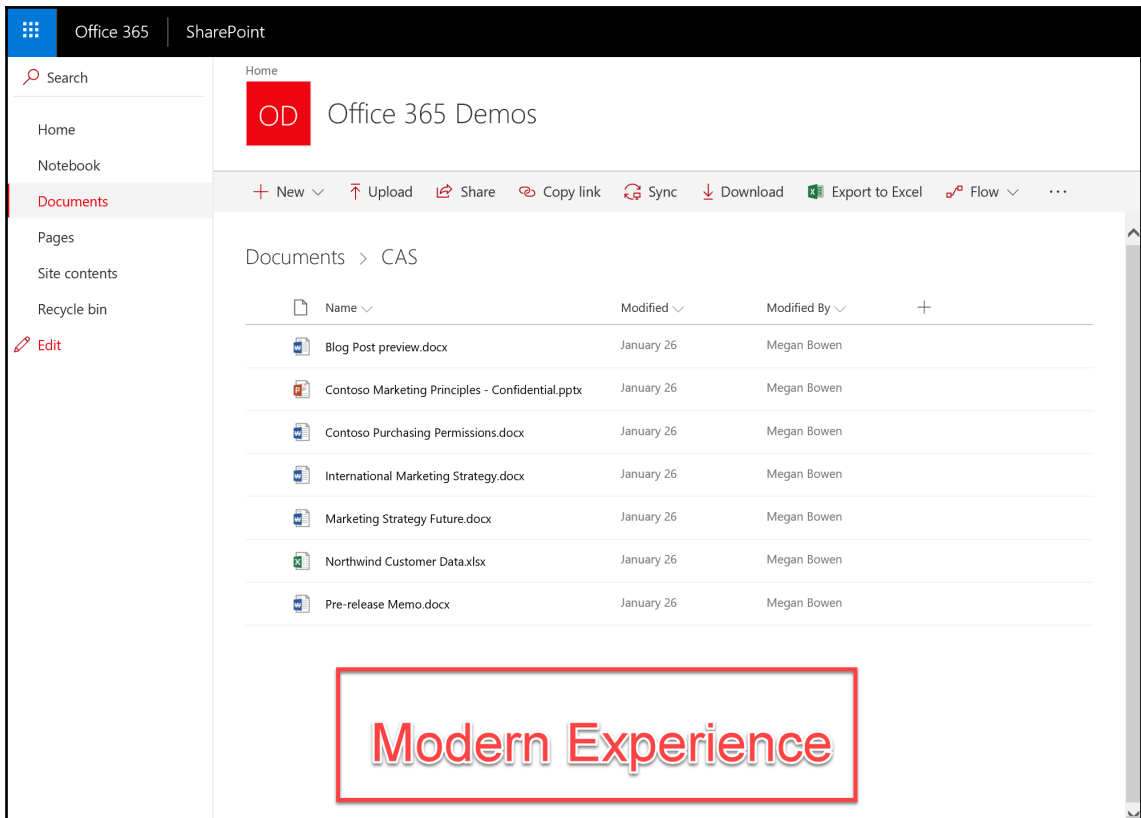 Office 365 SharePoint
Search
Home
Notebook
Documents
Pages
Site contents
Recycle bin
Edit
Home
OD Office 365 Demos
New Upload Share Copy link Sync Download Export to Excel Flow ...
Documents > CAS
Name Modified Modified By
Blog Post preview.docx January 26 Megan Bowen
Contoso Marketing Principles - Confidential.pptx January 26 Megan Bowen
Contoso Purchasing Permissions.docx January 26 Megan Bowen
International Marketing Strategy.docx January 26 Megan Bowen
Marketing Strategy Future.docx January 26 Megan Bowen
Northwind Customer Data.xlsx January 26 Megan Bowen
Pre-release Memo.docx January 26 Megan Bowen
Modern Experience